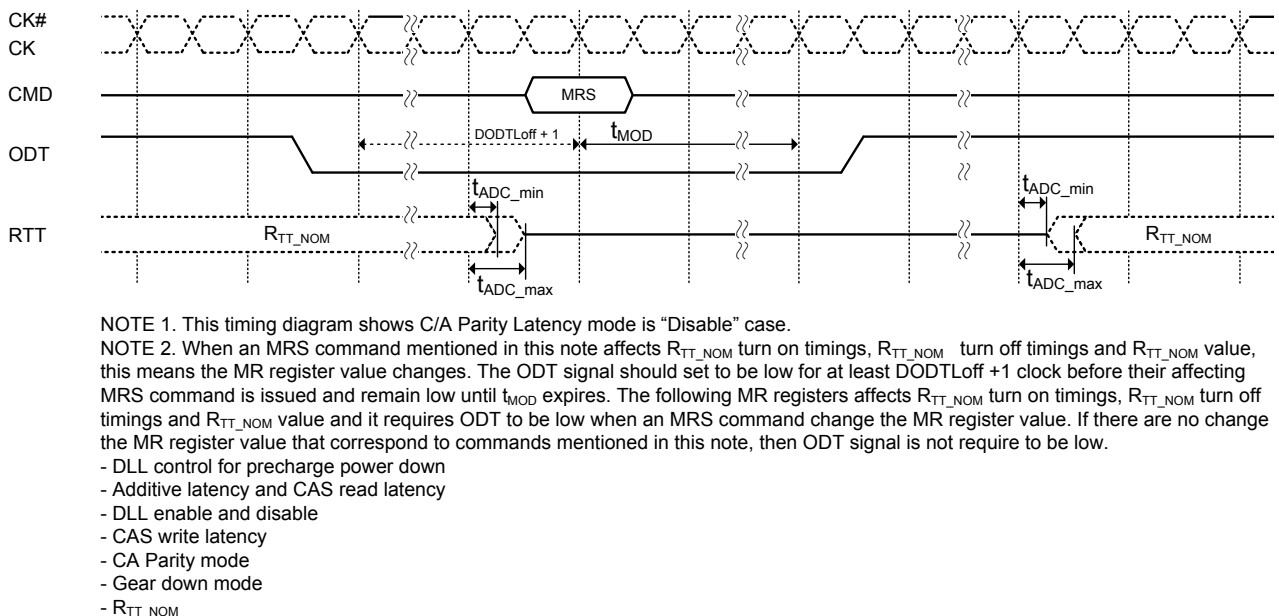 CK#
CK
CMD
MRS
ODT
DODTLoff + 1
tMOD
tADC_min
tADC_min
RTT
RTT_NOM
RTT_NOM
tADC_max
tADC_max
NOTE 1. This timing diagram shows C/A Parity Latency mode is “Disable” case.
NOTE 2. When an MRS command mentioned in this note affects RTT_NOM turn on timings, RTT_NOM turn off timings and RTT_NOM value,
this means the MR register value changes. The ODT signal should set to be low for at least DODTLoff +1 clock before their affecting
MRS command is issued and remain low until tMOD expires. The following MR registers affects RTT_NOM turn on timings, RTT_NOM turn off
timings and RTT_NOM value and it requires ODT to be low when an MRS command change the MR register value. If there are no change
the MR register value that correspond to commands mentioned in this note, then ODT signal is not require to be low.
- DLL control for precharge power down
- Additive latency and CAS read latency
- DLL enable and disable
- CAS write latency
- CA Parity mode
- Gear down mode
- RTT_NOM